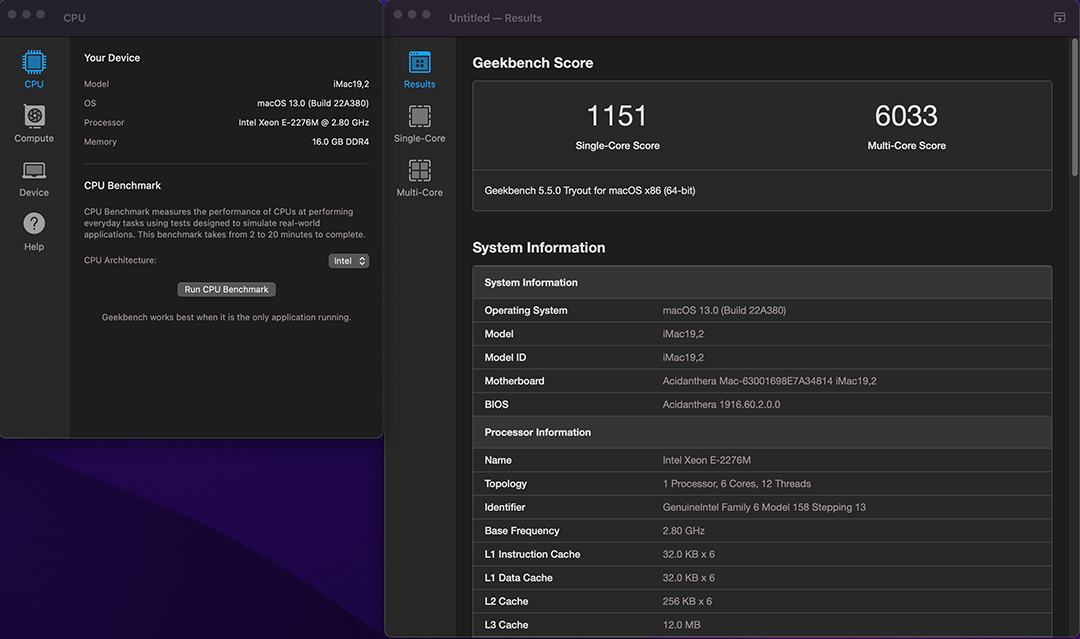 CPU
CPU
Compute
Device
?
Help
Your Device
Model iMac19,2
OS macOS 13.0 (Build 22A380)
Processor Intel Xeon E-2276M @ 2.80 GHz
Memory 16.0 GB DDR4
CPU Benchmark
CPU Benchmark measures the performance of CPUs at performing
everyday tasks using tests designed to simulate real-world
applications. This benchmark takes from 2 to 20 minutes to complete.
CPU Architecture: Intel
Run CPU Benchmark
Geekbench works best when it is the only application running.
Untitled — Results
Results
Single-Core
Multi-Core
Geekbench Score
1151 6033
Single-Core Score Multi-Core Score
Geekbench 5.5.0 Tryout for macOS x86 (64-bit)
System Information
System Information
Operating System macOS 13.0 (Build 22A380)
Model iMac19,2
Model ID iMac19,2
Motherboard Acidanthera Mac-63001698E7A34814 iMac19,2
BIOS Acidanthera 1916.60.2.0.0
Processor Information
Name Intel Xeon E-2276M
Topology 1 Processor, 6 Cores, 12 Threads
Identifier GenuineIntel Family 6 Model 158 Stepping 13
Base Frequency 2.80 GHz
L1 Instruction Cache 32.0 KB x 6
L1 Data Cache 32.0 KB x 6
L2 Cache 256 KB x 6
L3 Cache 12.0 MB